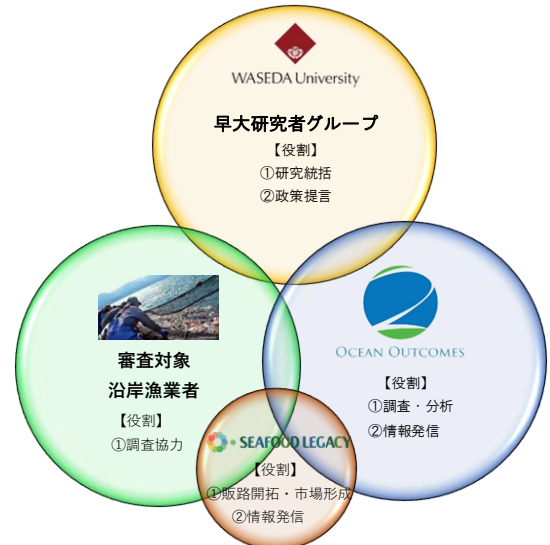 WASEDA University
早大研究者グループ
【役割】
①研究統括
②政策提言
審査対象
沿岸漁業者
【役割】
①調査協力
OCEAN OUTCOMES
【役割】
①調査・分析
②情報発信
SEAFOOD LEGACY
【役割】
①販路開拓・市場形成
②情報発信